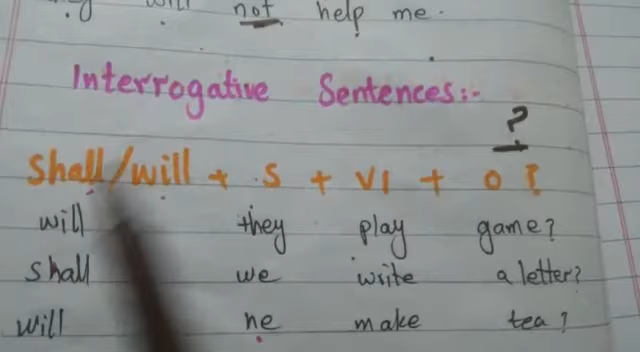 will not help me.
Interrogative Sentences:-
?
Shall/will + S + V1 + O ?
will they play game?
shall we write a letter?
will he make tea?